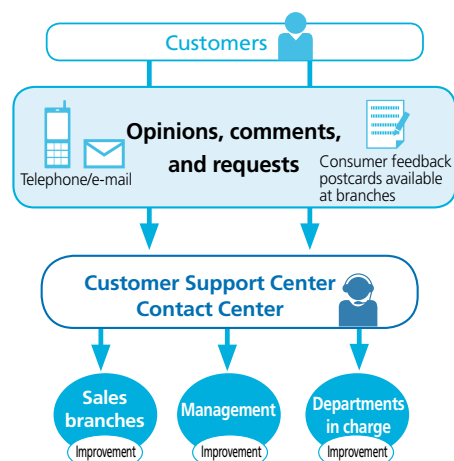 Customers
Opinions, comments,
and requests
Telephone/e-mail
Consumer feedback
postcards available
at branches
Customer Support Center
Contact Center
Sales
branches
Improvement
Management
Improvement
Departments
in charge
Improvement